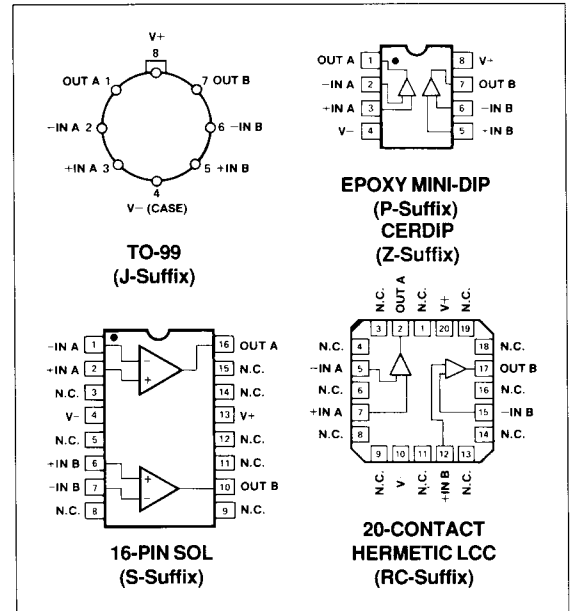 V+
8
OUT A 1
7 OUT B
-IN A 2
6 -IN B
+IN A 3
5 +IN B
4
V- (CASE)
TO-99
(J-Suffix)
OUT A 1
8 V+
-IN A 2
7 OUT B
+IN A 3
6 -IN B
V- 4
5 +IN B
EPOXY MINI-DIP
(P-Suffix)
CERDIP
(Z-Suffix)
-IN A 1
16 OUT A
+IN A 2
15 N.C.
N.C. 3
14 N.C.
V- 4
13 V+
N.C. 5
12 N.C.
+IN B 6
11 N.C.
-IN B 7
10 OUT B
N.C. 8
9 N.C.
- +
+ -
16-PIN SOL
(S-Suffix)
N.C. OUT A N.C. V+ N.C.
3 2 1 20 19
N.C. 4
18 N.C.
-IN A 5
17 OUT B
N.C. 6
16 N.C.
+IN A 7
15 -IN B
N.C. 8
14 N.C.
9 10 11 12 13
N.C. V N.C. +IN B N.C.
20-CONTACT
HERMETIC LCC
(RC-Suffix)